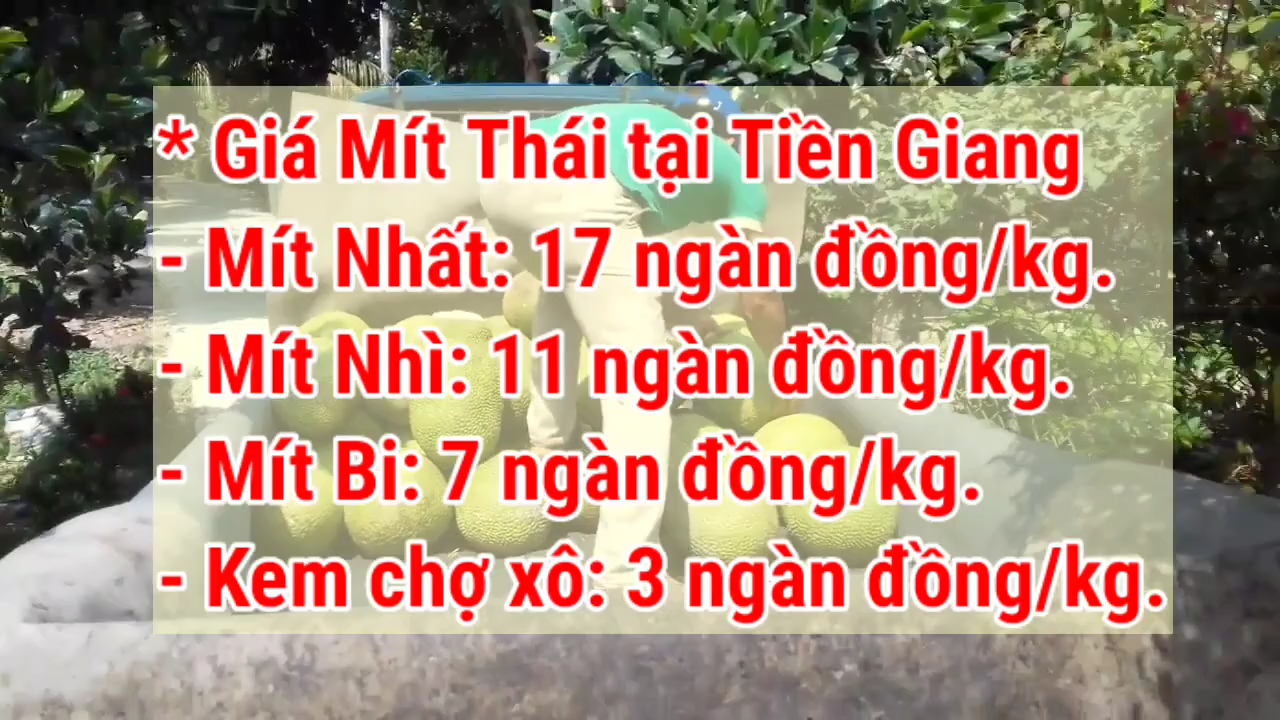 * Giá Mít Thái tại Tiền Giang
- Mít Nhất: 17 ngàn đồng/kg.
- Mít Nhì: 11 ngàn đồng/kg.
- Mít Bi: 7 ngàn đồng/kg.
- Kem chợ xô: 3 ngàn đồng/kg.